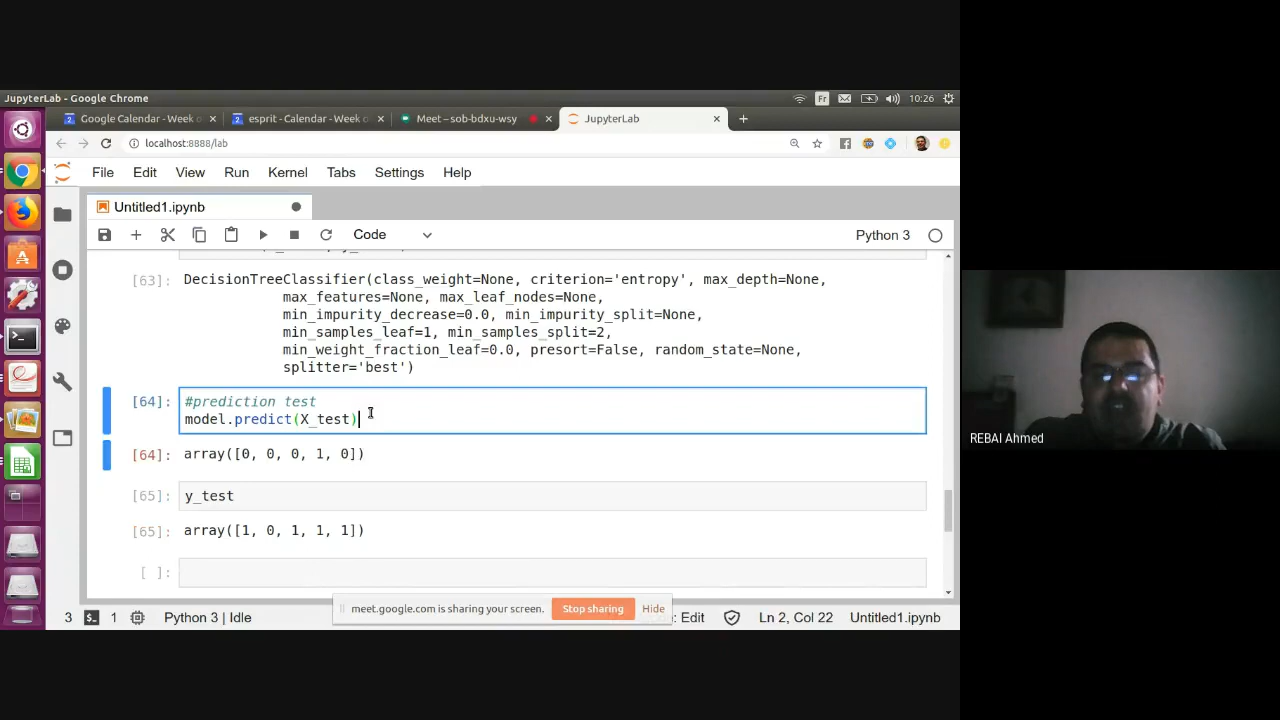 JupyterLab - Google Chrome
Fr
10:26
Google Calendar - Week o
esprit - Calendar - Week o
Meet – sob-bdxu-wsy
JupyterLab
localhost:8888/lab
File Edit View Run Kernel Tabs Settings Help
Untitled1.ipynb
Code
Python 3
[63]: DecisionTreeClassifier(class_weight=None, criterion='entropy', max_depth=None,
max_features=None, max_leaf_nodes=None,
min_impurity_decrease=0.0, min_impurity_split=None,
min_samples_leaf=1, min_samples_split=2,
min_weight_fraction_leaf=0.0, presort=False, random_state=None,
splitter='best')
[64]: #prediction test
model.predict(X_test)
[64]: array([0, 0, 0, 1, 0])
[65]: y_test
[65]: array([1, 0, 1, 1, 1])
[ ]:
meet.google.com is sharing your screen. Stop sharing Hide
3 1 Python 3 | Idle : Edit Ln 2, Col 22 Untitled1.ipynb
REBAI Ahmed